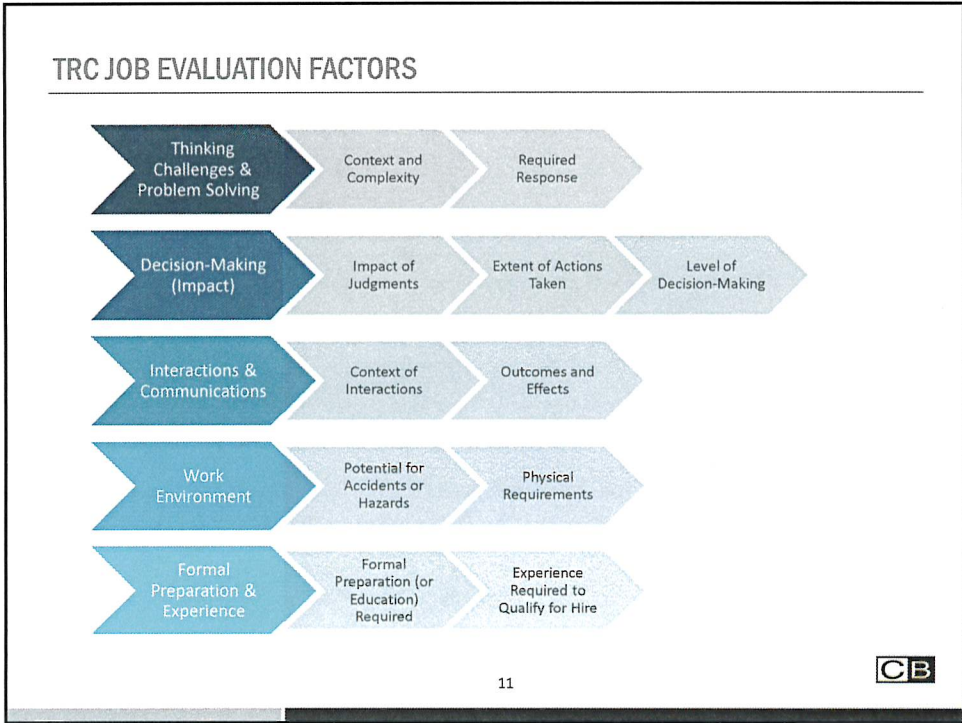 TRC JOB EVALUATION FACTORS
Thinking
Challenges &
Problem Solving
Context and
Complexity
Required
Response
Decision-Making
(Impact)
Impact of
Judgments
Extent of Actions
Taken
Level of
Decision-Making
Interactions &
Communications
Context of
Interactions
Outcomes and
Effects
Work
Environment
Potential for
Accidents or
Hazards
Physical
Requirements
Formal
Preparation &
Experience
Formal
Preparation (or
Education)
Required
Experience
Required to
Qualify for Hire
11
CB